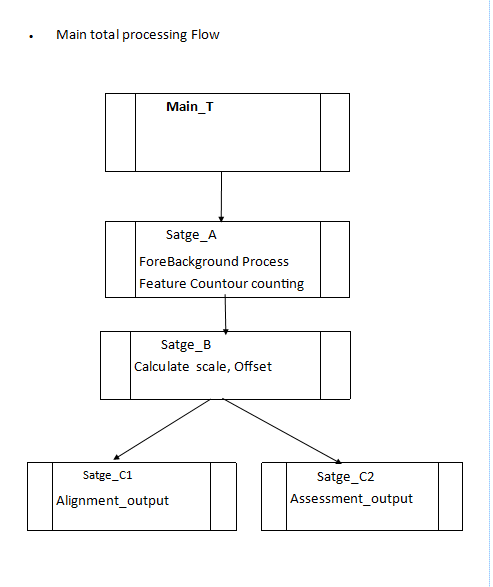 Main total processing Flow
Main_T
Satge_A
ForeBackground Process
Feature Countour counting
Satge_B
Calculate scale, Offset
Satge_C1
Alignment_output
Satge_C2
Assessment_output